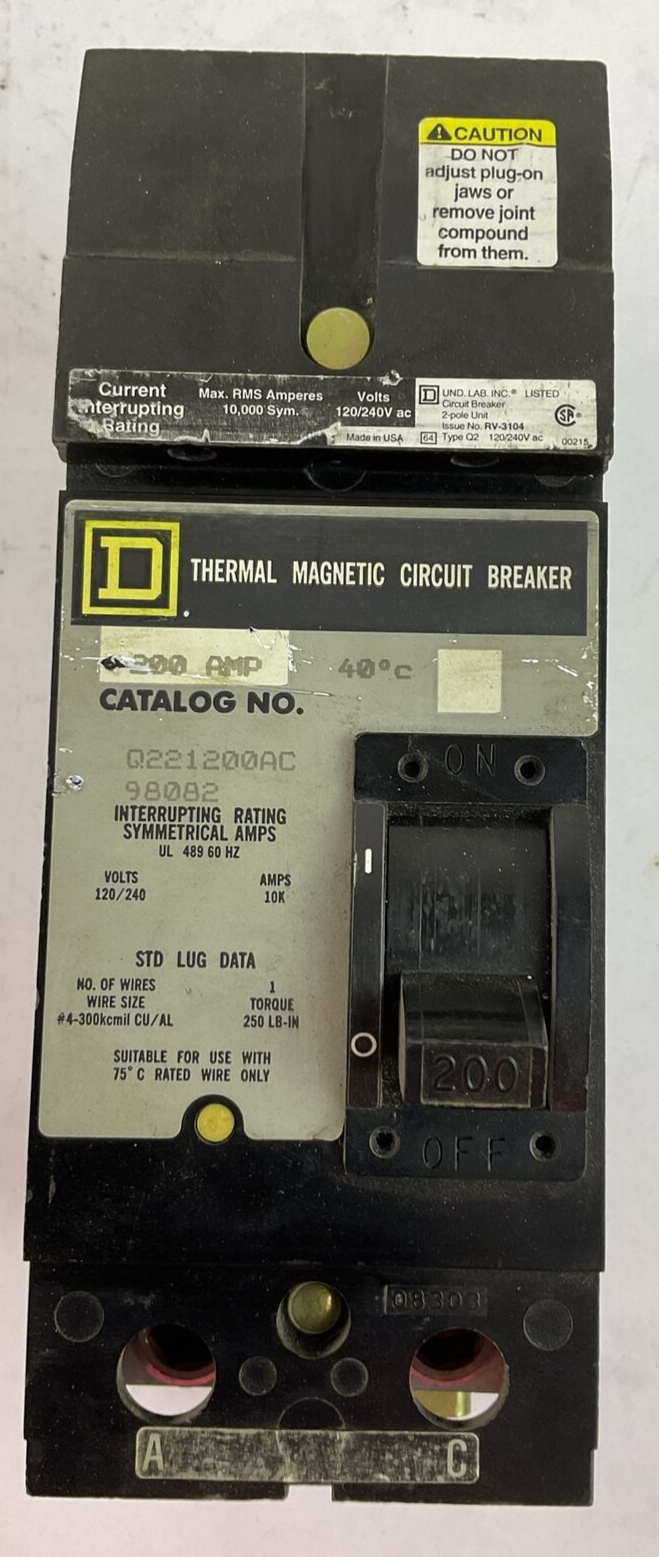 ⚠CAUTION
DO NOT
adjust plug-on
jaws or
remove joint
compound
from them.
Current
Interrupting
Rating
Max. RMS Amperes
10,000 Sym.
Volts
120/240V ac
UND. LAB. INC.® LISTED
Circuit Breaker
2-pole Unit
Issue No. RV-3104
Made in USA
64 Type Q2 120/240V ac
SA®
00215
D THERMAL MAGNETIC CIRCUIT BREAKER
200 AMP 40°c
CATALOG NO.
Q221200AC
98082
INTERRUPTING RATING
SYMMETRICAL AMPS
UL 489 60 HZ
VOLTS AMPS
120/240 10K
STD LUG DATA
NO. OF WIRES 1
WIRE SIZE TORQUE
#4-300kcmil CU/AL 250 LB-IN
SUITABLE FOR USE WITH
75°C RATED WIRE ONLY
ON
I
O
200
OFF
08303
A C